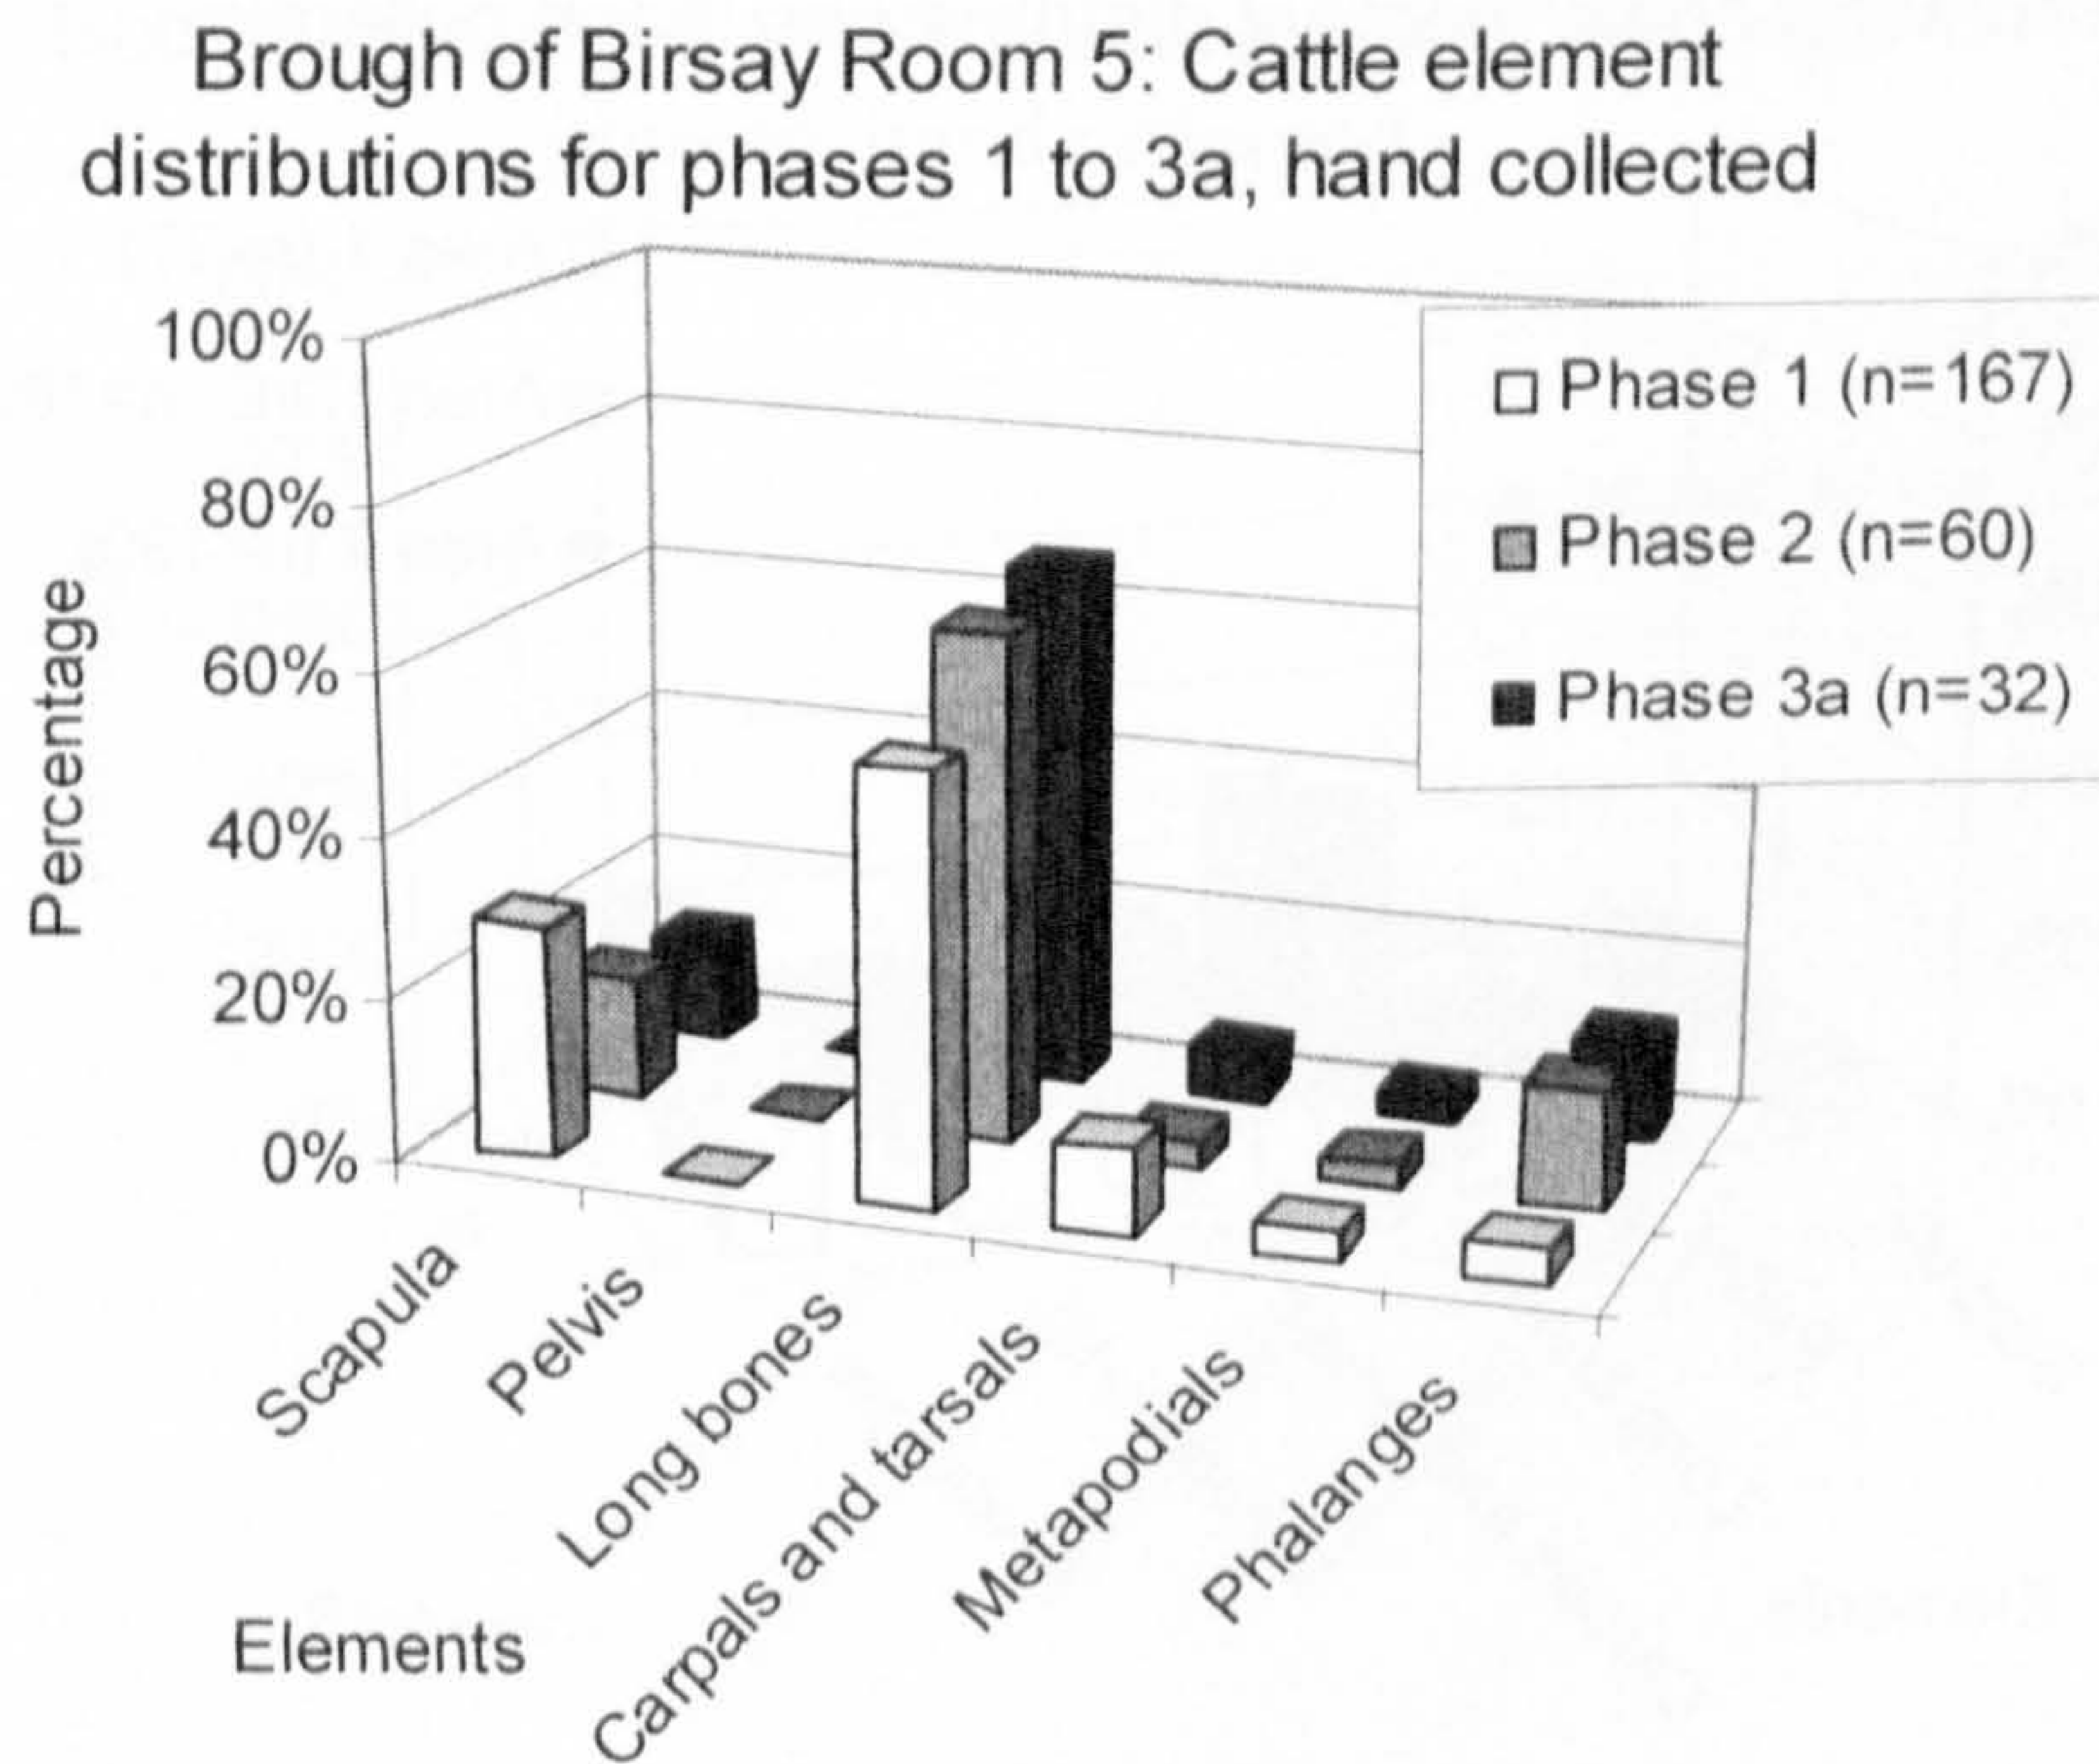 Brough of Birsay Room 5: Cattle element
distributions for phases 1 to 3a, hand collected
100%
80%
60%
40%
20%
0%
Percentage
Phase 1 (n=167)
Phase 2 (n=60)
Phase 3a (n=32)
Scapula
Pelvis
Long bones
Carpals and tarsals
Metapodials
Phalanges
Elements